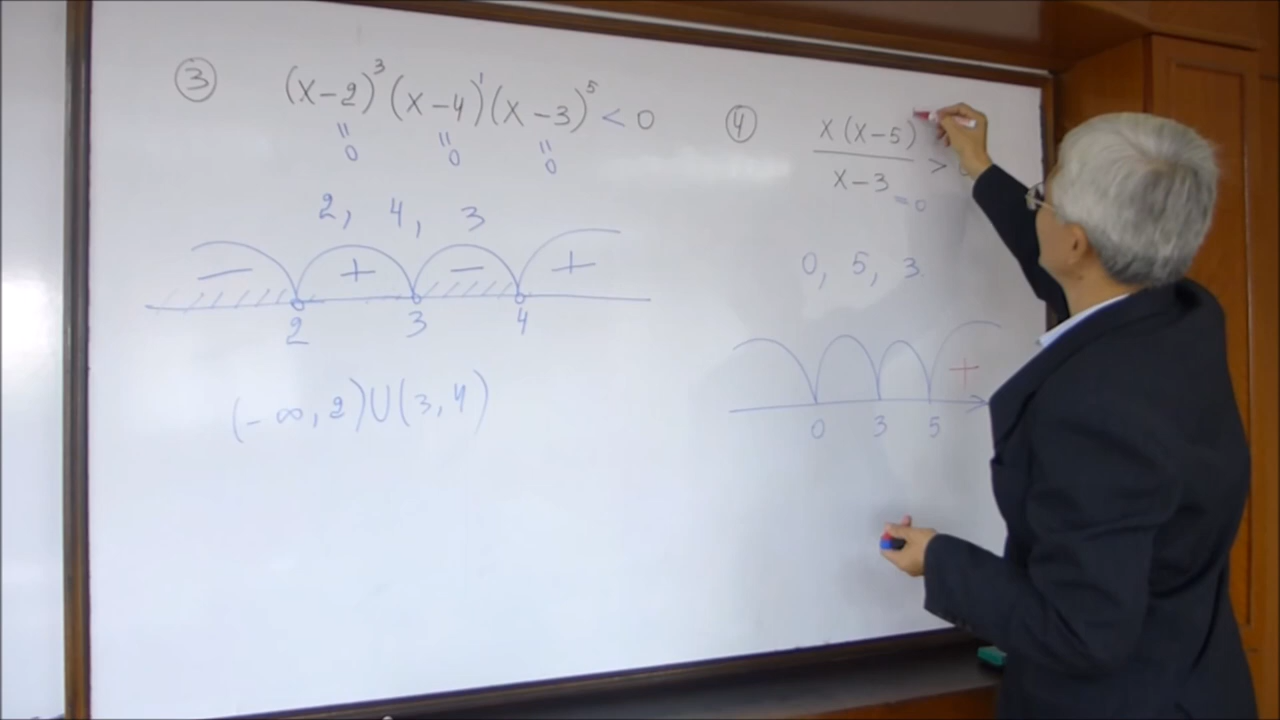 ③ (x-2)³(x-4)¹(x-3)⁵ < 0
= 0 = 0 = 0
2, 4, 3
— + — +
2 3 4
(-∞, 2)∪(3, 4)
④ x(x-5)
x-3 >
= 0
0, 5, 3
+
0 3 5